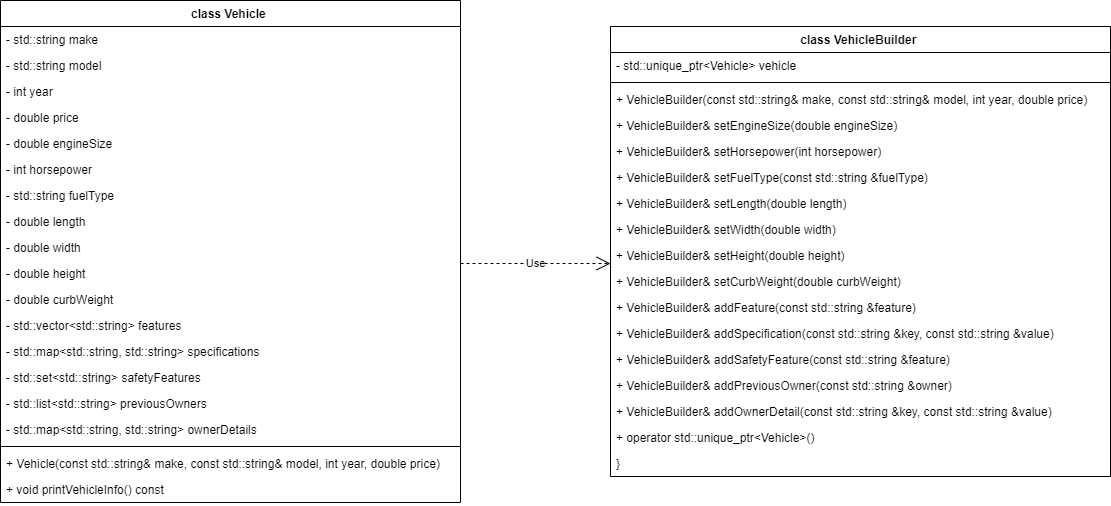 class Vehicle
- std::string make
- std::string model
- int year
- double price
- double engineSize
- int horsepower
- std::string fuelType
- double length
- double width
- double height
- double curbWeight
- std::vector<std::string> features
- std::map<std::string, std::string> specifications
- std::set<std::string> safetyFeatures
- std::list<std::string> previousOwners
- std::map<std::string, std::string> ownerDetails
+ Vehicle(const std::string& make, const std::string& model, int year, double price)
+ void printVehicleInfo() const
Use
class VehicleBuilder
- std::unique_ptr<Vehicle> vehicle
+ VehicleBuilder(const std::string& make, const std::string& model, int year, double price)
+ VehicleBuilder& setEngineSize(double engineSize)
+ VehicleBuilder& setHorsepower(int horsepower)
+ VehicleBuilder& setFuelType(const std::string &fuelType)
+ VehicleBuilder& setLength(double length)
+ VehicleBuilder& setWidth(double width)
+ VehicleBuilder& setHeight(double height)
+ VehicleBuilder& setCurbWeight(double curbWeight)
+ VehicleBuilder& addFeature(const std::string &feature)
+ VehicleBuilder& addSpecification(const std::string &key, const std::string &value)
+ VehicleBuilder& addSafetyFeature(const std::string &feature)
+ VehicleBuilder& addPreviousOwner(const std::string &owner)
+ VehicleBuilder& addOwnerDetail(const std::string &key, const std::string &value)
+ operator std::unique_ptr<Vehicle>()
}